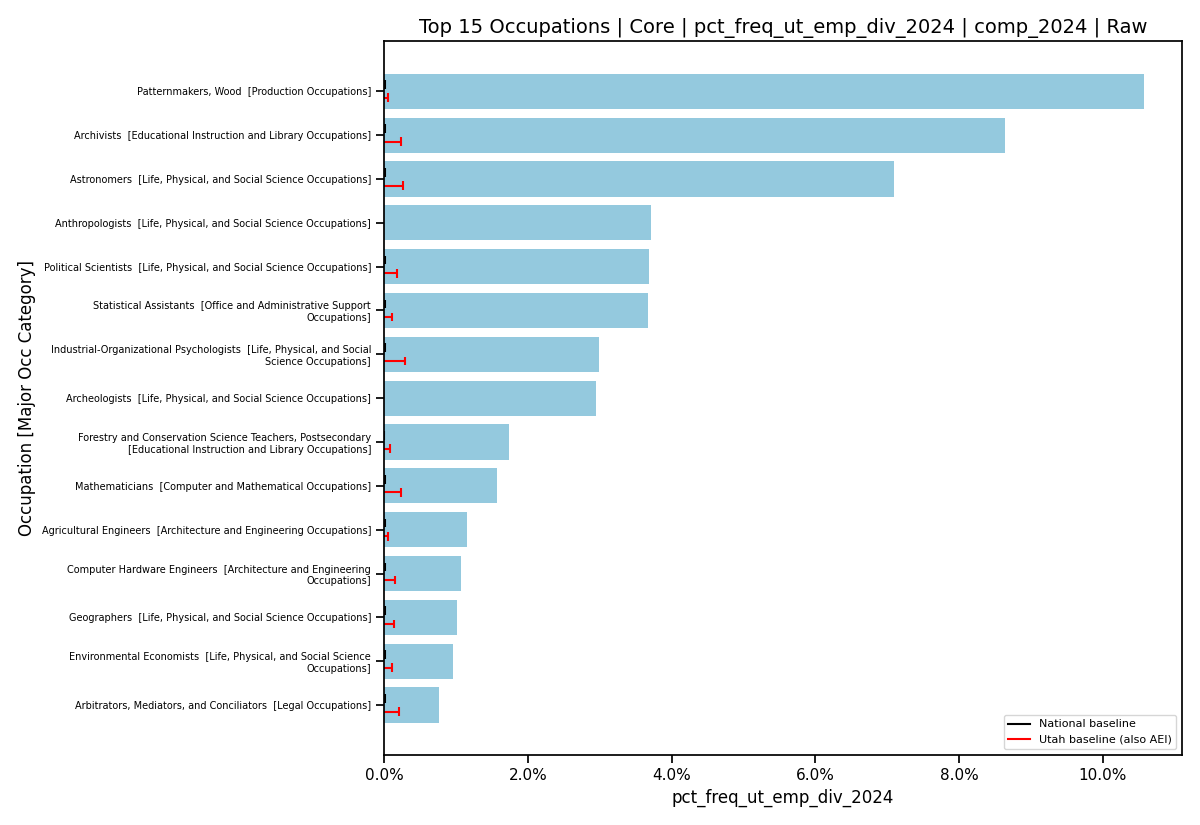 Top 15 Occupations | Core | pct_freq_ut_emp_div_2024 | comp_2024 | Raw
Occupation [Major Occ Category]
Patternmakers, Wood  [Production Occupations]
Archivists  [Educational Instruction and Library Occupations]
Astronomers  [Life, Physical, and Social Science Occupations]
Anthropologists  [Life, Physical, and Social Science Occupations]
Political Scientists  [Life, Physical, and Social Science Occupations]
Statistical Assistants  [Office and Administrative Support
Occupations]
Industrial-Organizational Psychologists  [Life, Physical, and Social
Science Occupations]
Archeologists  [Life, Physical, and Social Science Occupations]
Forestry and Conservation Science Teachers, Postsecondary
[Educational Instruction and Library Occupations]
Mathematicians  [Computer and Mathematical Occupations]
Agricultural Engineers  [Architecture and Engineering Occupations]
Computer Hardware Engineers  [Architecture and Engineering
Occupations]
Geographers  [Life, Physical, and Social Science Occupations]
Environmental Economists  [Life, Physical, and Social Science
Occupations]
Arbitrators, Mediators, and Conciliators  [Legal Occupations]
National baseline
Utah baseline (also AEI)
0.0% 2.0% 4.0% 6.0% 8.0% 10.0%
pct_freq_ut_emp_div_2024